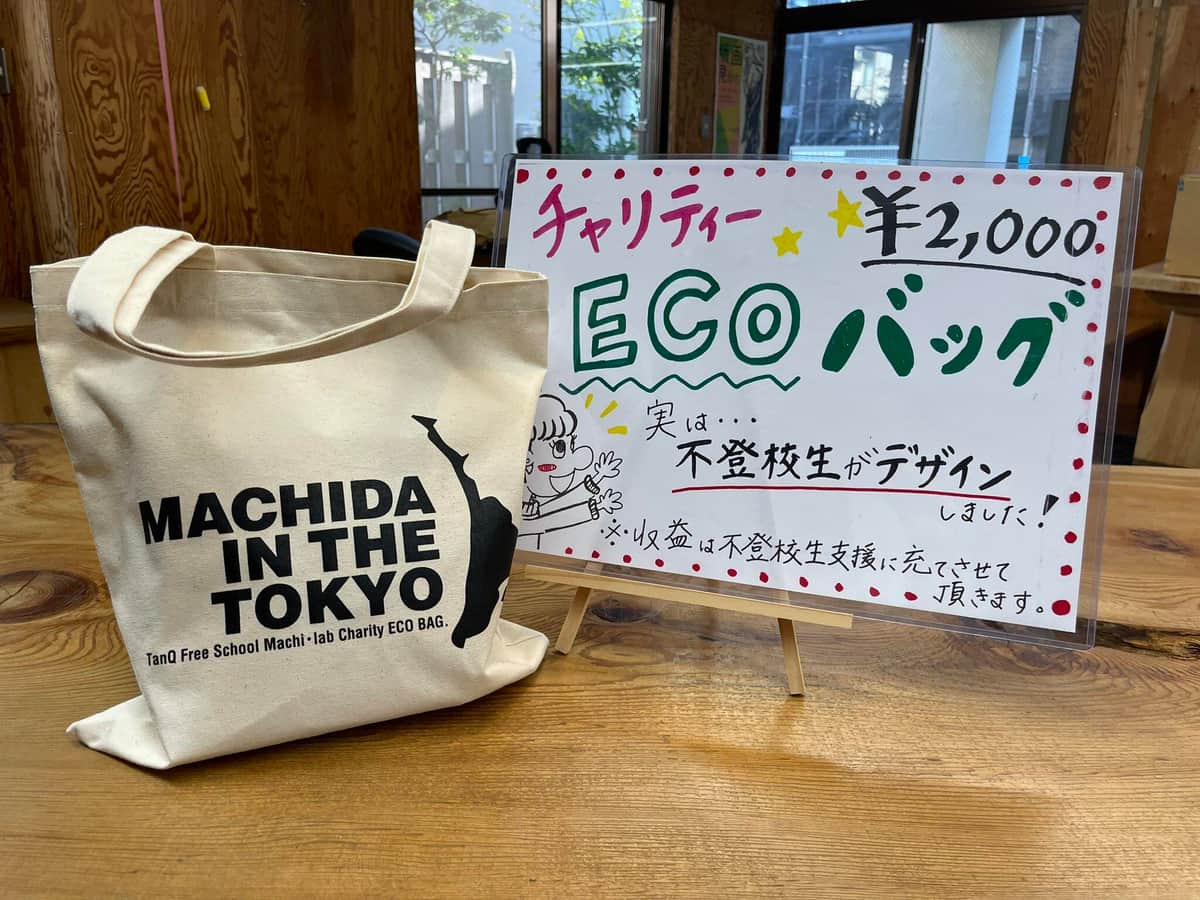 MACHIDA
IN THE
TOKYO
TanQ Free School Machi・lab Charity ECO BAG.
チャリティー
¥2,000
ECOバッグ
実は・・・
不登校生がデザイン
しました!
※収益は不登校生支援に充てさせて
頂きます。